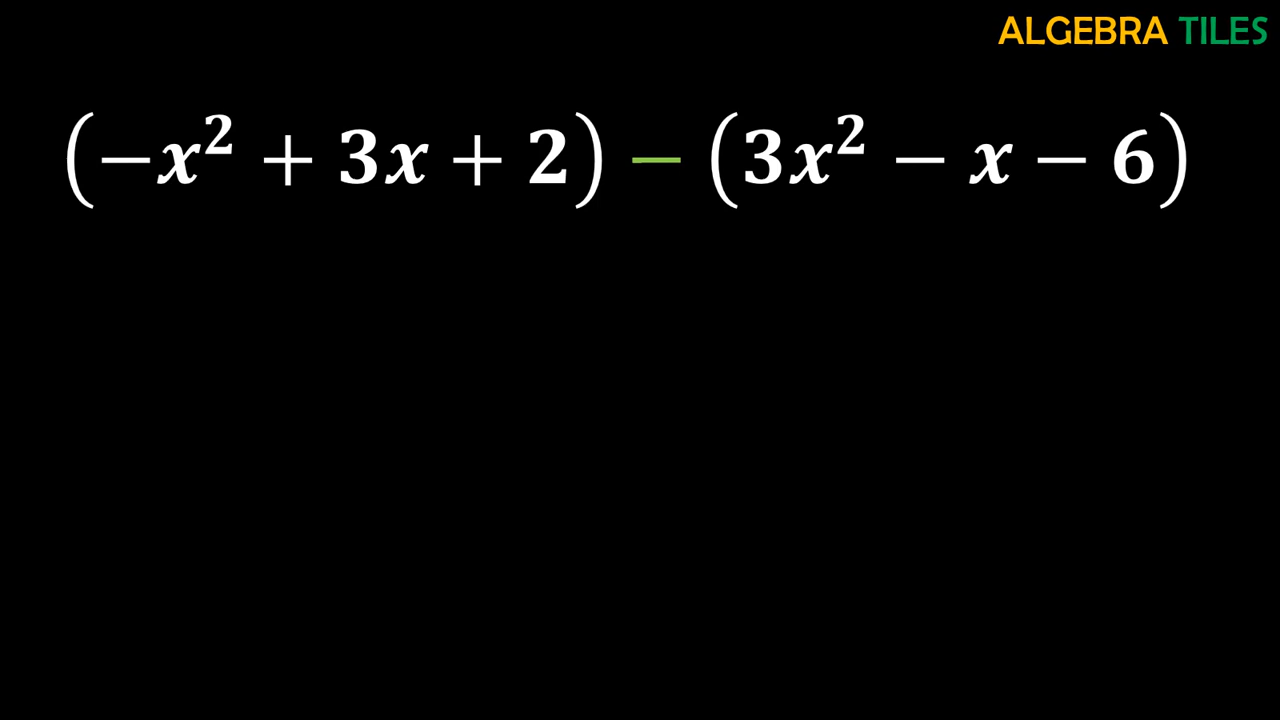 ALGEBRA TILES
(−x² + 3x + 2) − (3x² − x − 6)